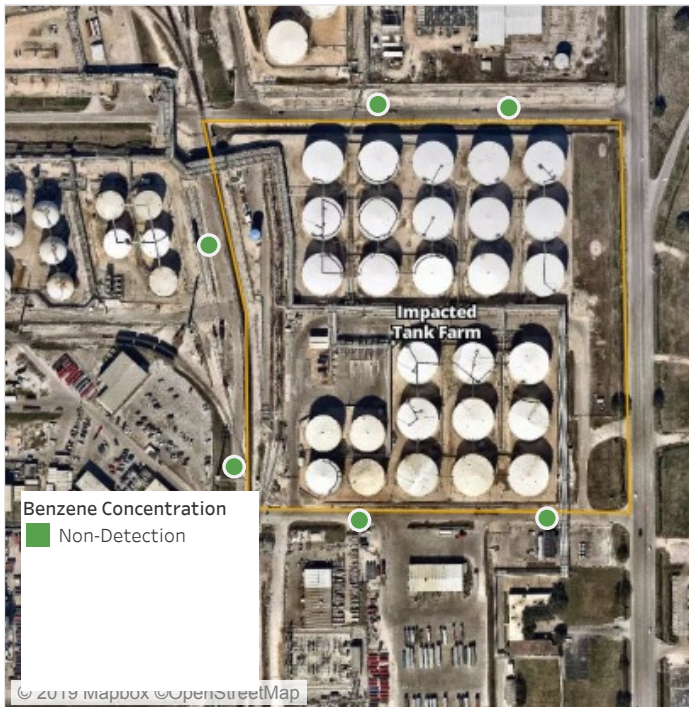 Impacted
Tank Farm
Benzene Concentration
Non-Detection
© 2019 Mapbox ©OpenStreetMap